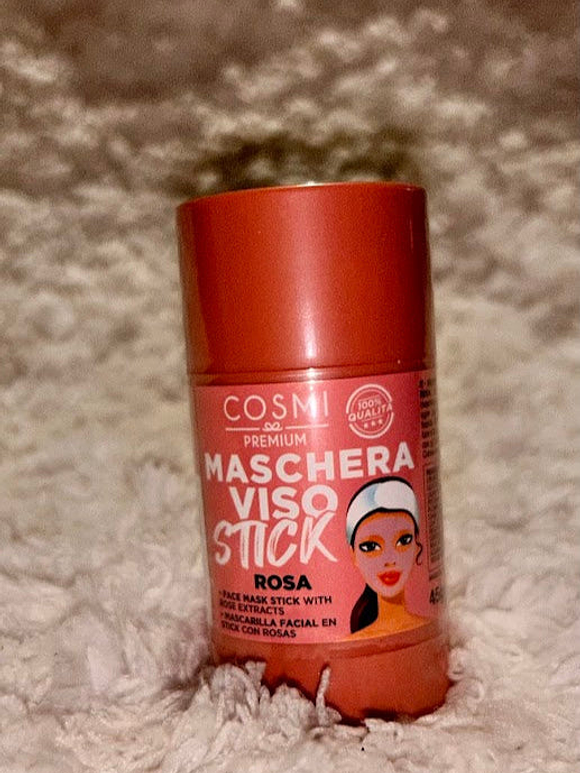 COSMI
PREMIUM
100%
QUALITÀ
MASCHERA
VISO
STICK
ROSA
• FACE MASK STICK WITH
ROSE EXTRACTS
• MASCARILLA FACIAL EN
STICK CON ROSAS